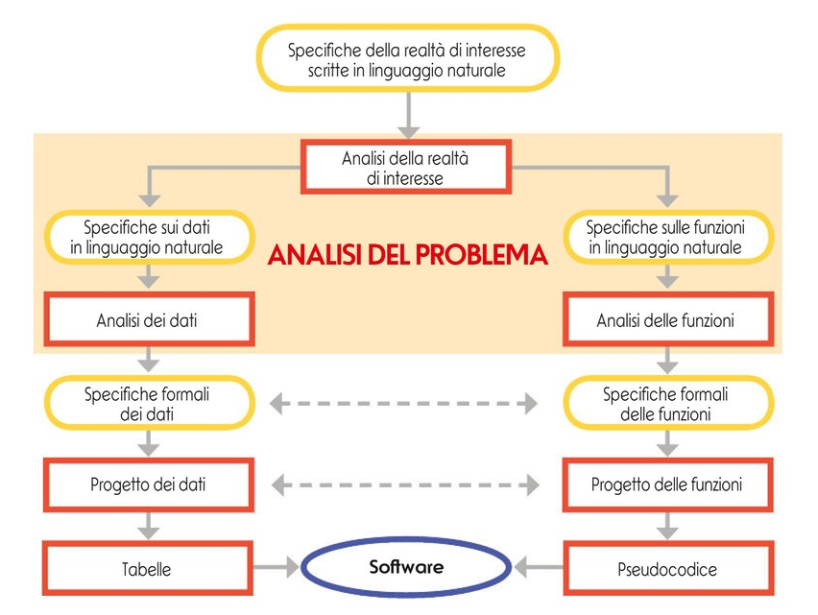 Specifiche della realtà di interesse
scritte in linguaggio naturale
Analisi della realtà
di interesse
Specifiche sui dati
in linguaggio naturale
Specifiche sulle funzioni
in linguaggio naturale
ANALISI DEL PROBLEMA
Analisi dei dati
Analisi delle funzioni
Specifiche formali
dei dati
Specifiche formali
delle funzioni
Progetto dei dati
Progetto delle funzioni
Tabelle
Software
Pseudocodice